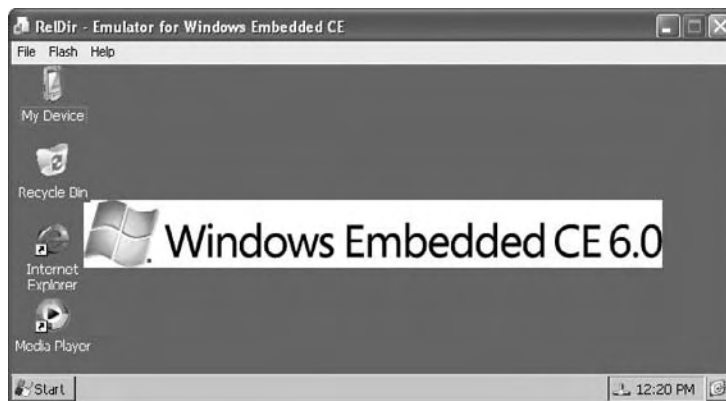 RelDir - Emulator for Windows Embedded CE
File Flash Help
My Device
Recycle Bin
Windows Embedded CE 6.0
Internet
Explorer
Media Player
Start
12:20 PM